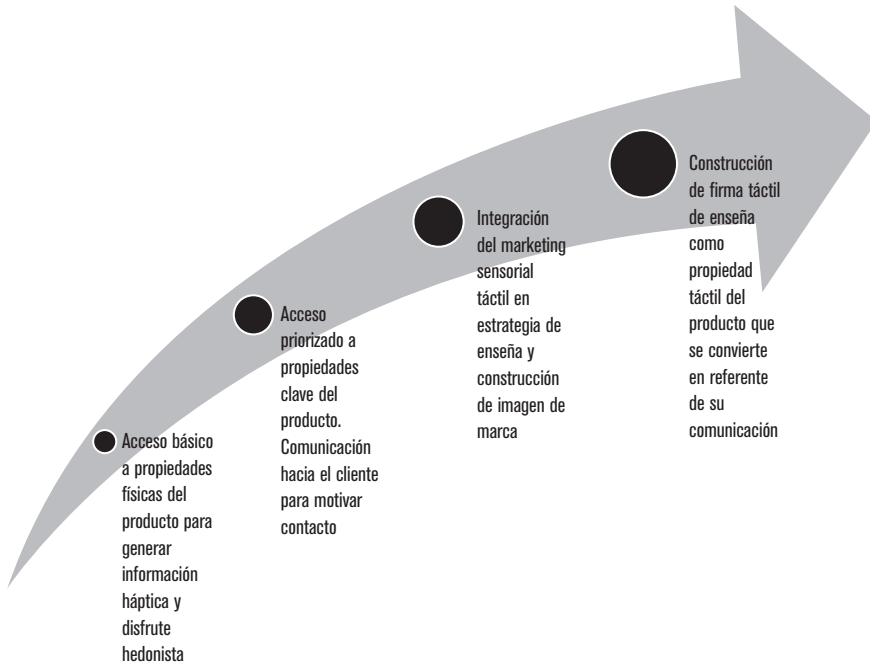 Acceso básico
a propiedades
físicas del
producto para
generar
información
háptica y
disfrute
hedonista
Acceso
priorizado a
propiedades
clave del
producto.
Comunicación
hacia el cliente
para motivar
contacto
Integración
del marketing
sensorial
táctil en
estrategia de
enseña y
construcción
de imagen de
marca
Construcción
de firma táctil
de enseña
como
propiedad
táctil del
producto que
se convierte
en referente
de su
comunicación